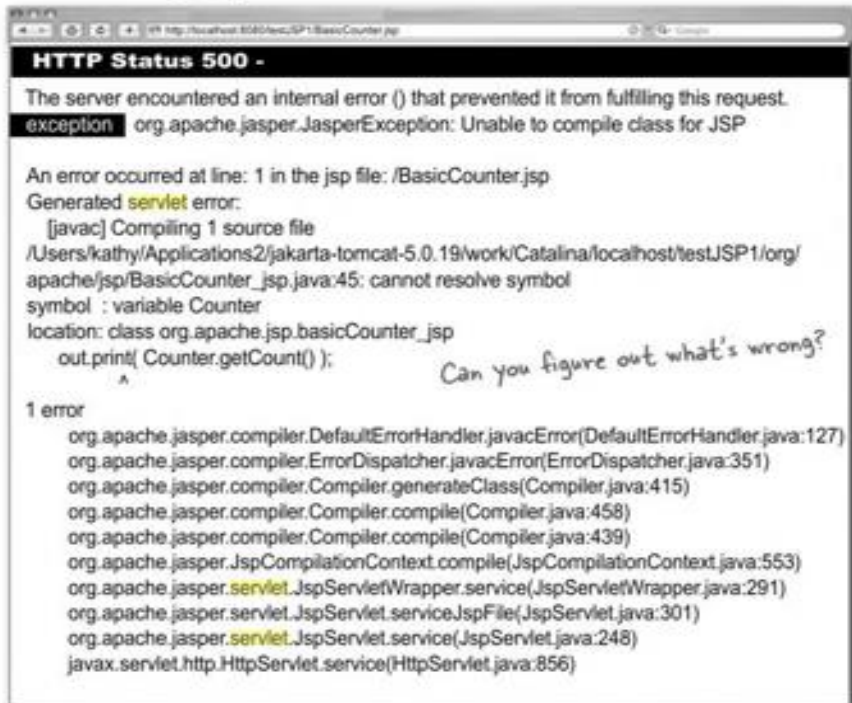 http://localhost:8080/testJSP1/BasicCounter.jsp
Google
HTTP Status 500 -
The server encountered an internal error () that prevented it from fulfilling this request.
exception org.apache.jasper.JasperException: Unable to compile class for JSP
An error occurred at line: 1 in the jsp file: /BasicCounter.jsp
Generated servlet error:
[javac] Compiling 1 source file
/Users/kathy/Applications2/jakarta-tomcat-5.0.19/work/Catalina/localhost/testJSP1/org/
apache/jsp/BasicCounter_jsp.java:45: cannot resolve symbol
symbol : variable Counter
location: class org.apache.jsp.basicCounter_jsp
out.print( Counter.getCount() );
^
Can you figure out what's wrong?
1 error
org.apache.jasper.compiler.DefaultErrorHandler.javacError(DefaultErrorHandler.java:127)
org.apache.jasper.compiler.ErrorDispatcher.javacError(ErrorDispatcher.java:351)
org.apache.jasper.compiler.Compiler.generateClass(Compiler.java:415)
org.apache.jasper.compiler.Compiler.compile(Compiler.java:458)
org.apache.jasper.compiler.Compiler.compile(Compiler.java:439)
org.apache.jasper.JspCompilationContext.compile(JspCompilationContext.java:553)
org.apache.jasper.servlet.JspServletWrapper.service(JspServletWrapper.java:291)
org.apache.jasper.servlet.JspServlet.serviceJspFile(JspServlet.java:301)
org.apache.jasper.servlet.JspServlet.service(JspServlet.java:248)
javax.servlet.http.HttpServlet.service(HttpServlet.java:856)